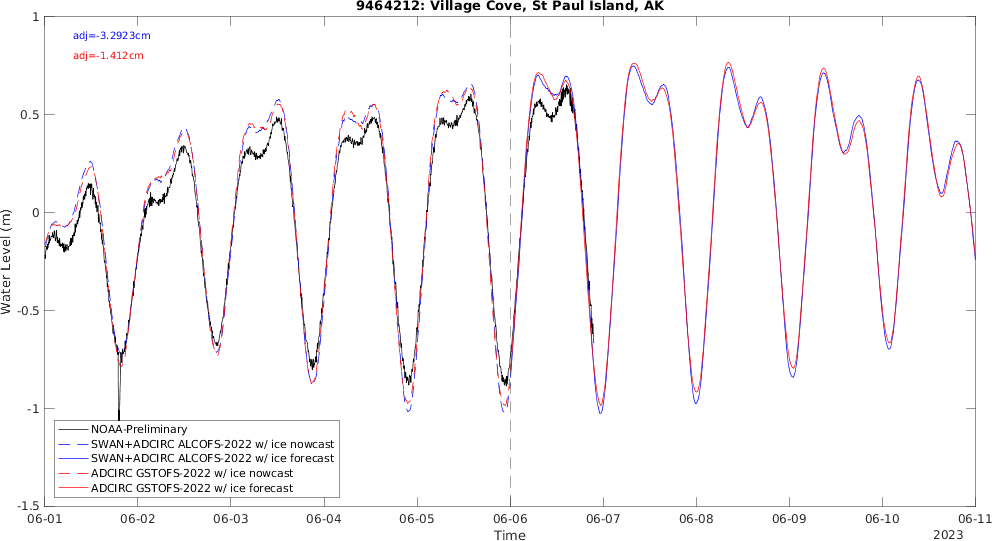 9464212: Village Cove, St Paul Island, AK
adj=-3.2923cm
adj=-1.412cm
1
0.5
0
-0.5
-1
-1.5
Water Level (m)
NOAA-Preliminary
SWAN+ADCIRC ALCOFS-2022 w/ ice nowcast
SWAN+ADCIRC ALCOFS-2022 w/ ice forecast
ADCIRC GSTOFS-2022 w/ ice nowcast
ADCIRC GSTOFS-2022 w/ ice forecast
06-01 06-02 06-03 06-04 06-05 06-06 06-07 06-08 06-09 06-10 06-11
Time
2023